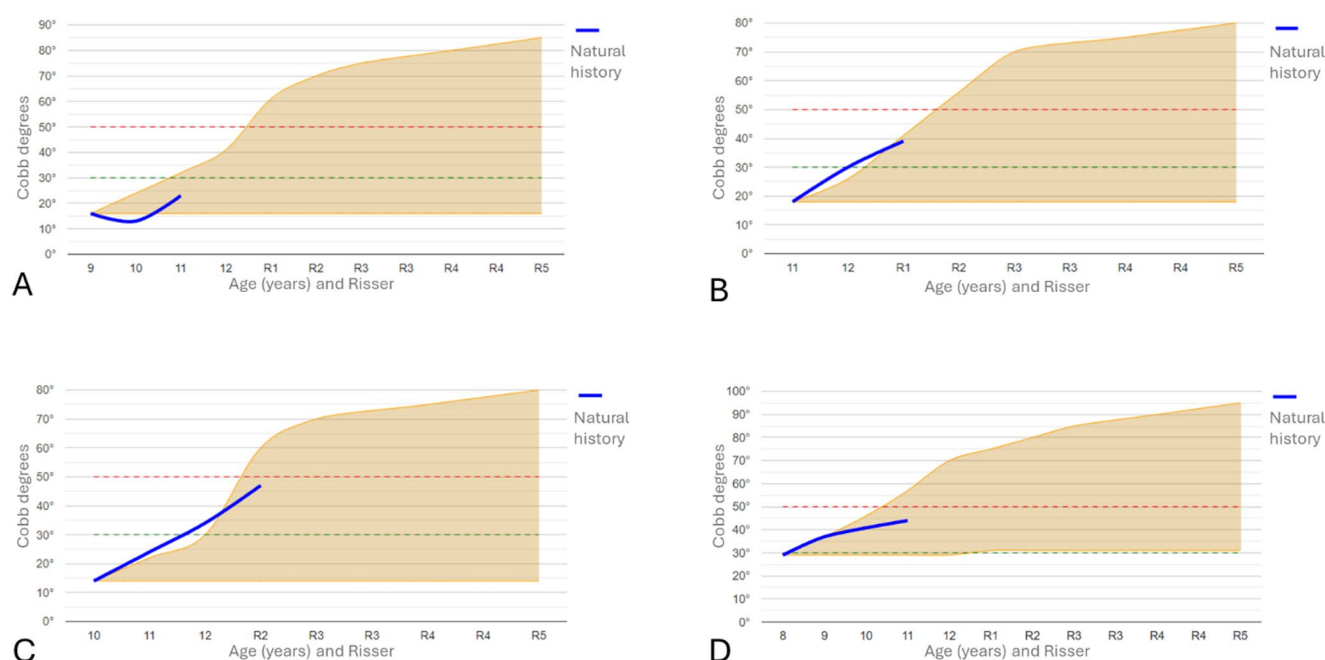 90°
80°
70°
60°
50°
40°
30°
20°
10°
0°
Cobb degrees
9 10 11 12 R1 R2 R3 R3 R4 R4 R5
Age (years) and Risser
Natural
history
A
80°
70°
60°
50°
40°
30°
20°
10°
0°
Cobb degrees
11 12 R1 R2 R3 R3 R4 R4 R5
Age (years) and Risser
Natural
history
B
80°
70°
60°
50°
40°
30°
20°
10°
0°
Cobb degrees
10 11 12 R2 R3 R3 R4 R4 R5
Age (years) and Risser
Natural
history
C
100°
90°
80°
70°
60°
50°
40°
30°
20°
10°
0°
Cobb degrees
8 9 10 11 12 R1 R2 R3 R3 R4 R4 R5
Age (years) and Risser
Natural
history
D